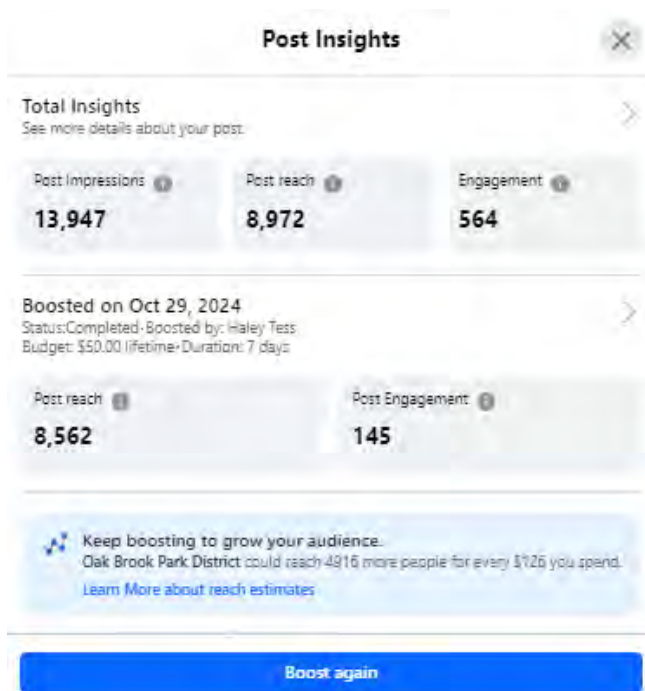 Post Insights
Total Insights
See more details about your post.
Post Impressions
Post reach
Engagement
13,947
8,972
564
Boosted on Oct 29, 2024
Status:Completed·Boosted by: Haley Tess
Budget: $50.00 lifetime·Duration: 7 days
Post reach
Post Engagement
8,562
145
Keep boosting to grow your audience.
Oak Brook Park District could reach 4916 more people for every $126 you spend.
Learn More about reach estimates
Boost again